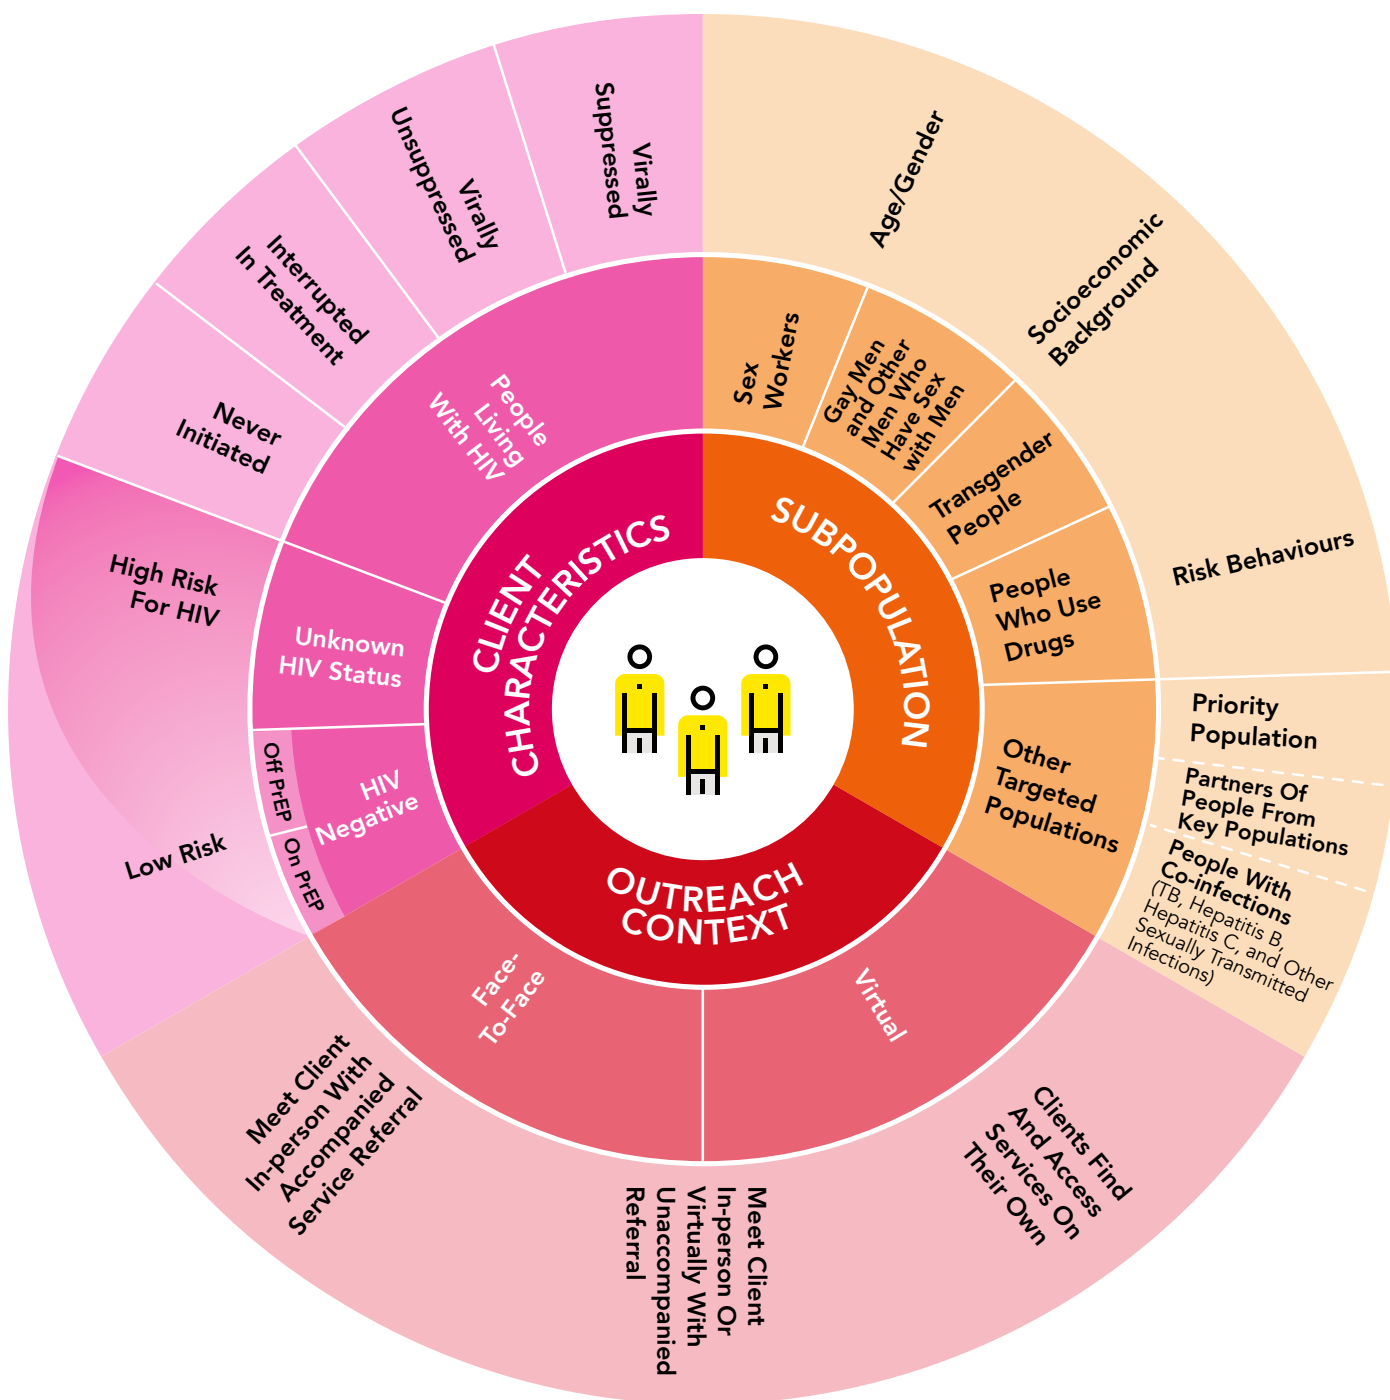 CLIENT
CHARACTERISTICS
People
Living
With HIV
Virally
Suppressed
Virally
Unsuppressed
Interrupted
In Treatment
Never
Initiated
Unknown
HIV Status
HIV
Negative
Off PrEP
On PrEP
High Risk
For HIV
Low Risk
SUBPOPULATION
Sex
Workers
Gay Men
and Other
Men Who
Have Sex
with Men
Transgender
People
People
Who Use
Drugs
Other
Targeted
Populations
Age/Gender
Socioeconomic
Background
Risk Behaviours
Priority
Population
Partners Of
People From
Key Populations
People With
Co-infections
(TB, Hepatitis B,
Hepatitis C, and Other
Sexually Transmitted
Infections)
OUTREACH
CONTEXT
Face-
To-Face
Virtual
Meet Client
In-person With
Accompanied
Service Referral
Meet Client
In-person Or
Virtually With
Unaccompanied
Referral
Clients Find
And Access
Services On
Their Own